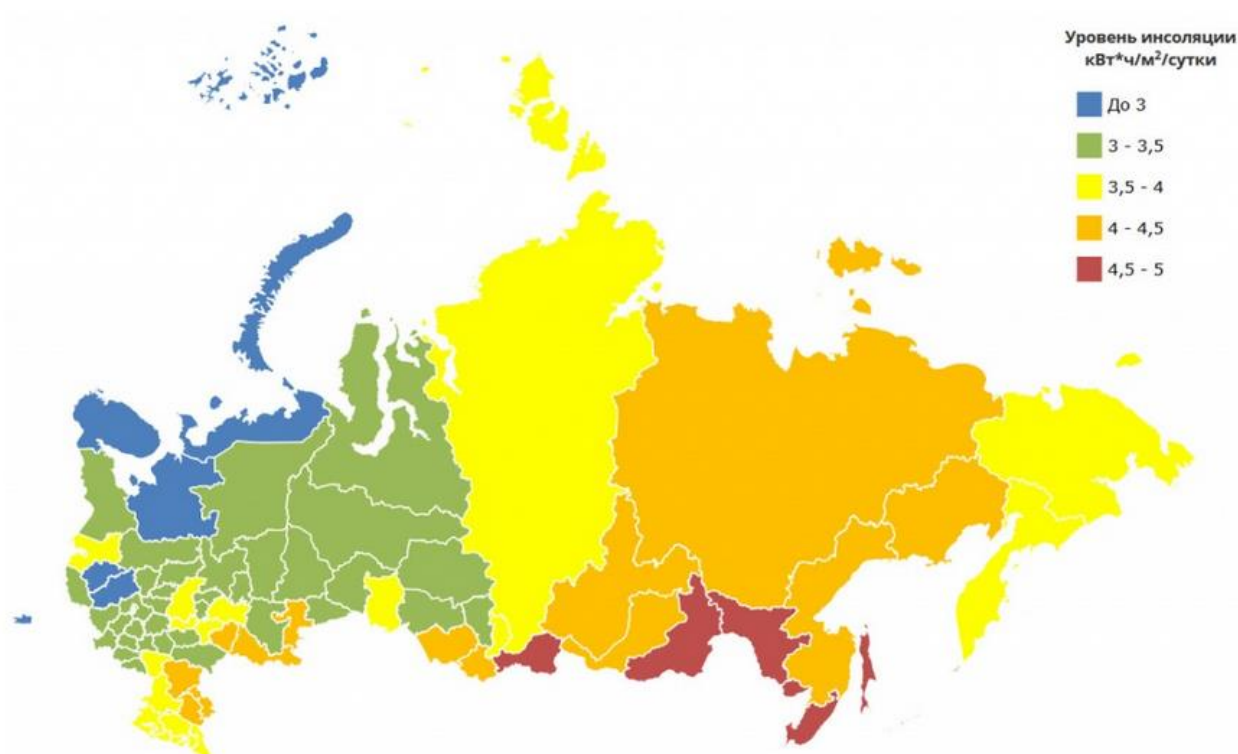 Уровень инсоляции
кВт*ч/м²/сутки
До 3
3 - 3,5
3,5 - 4
4 - 4,5
4,5 - 5